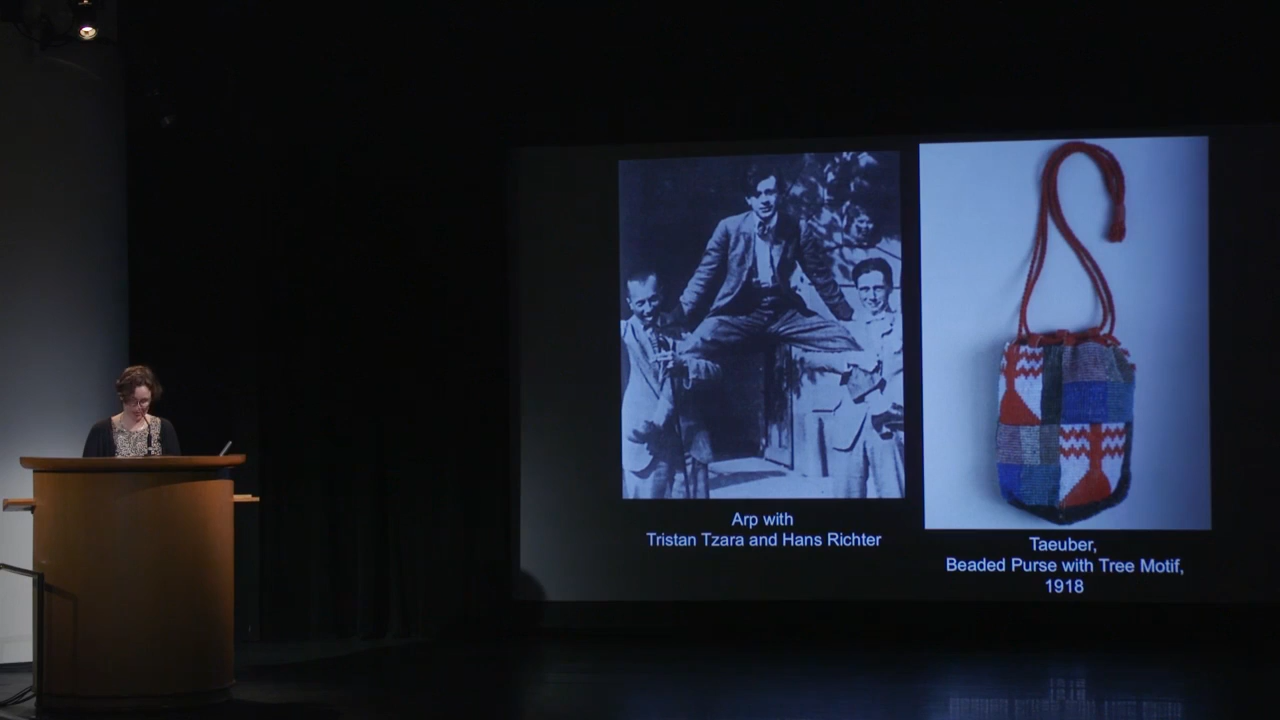 Arp with
Tristan Tzara and Hans Richter
Taeuber,
Beaded Purse with Tree Motif,
1918